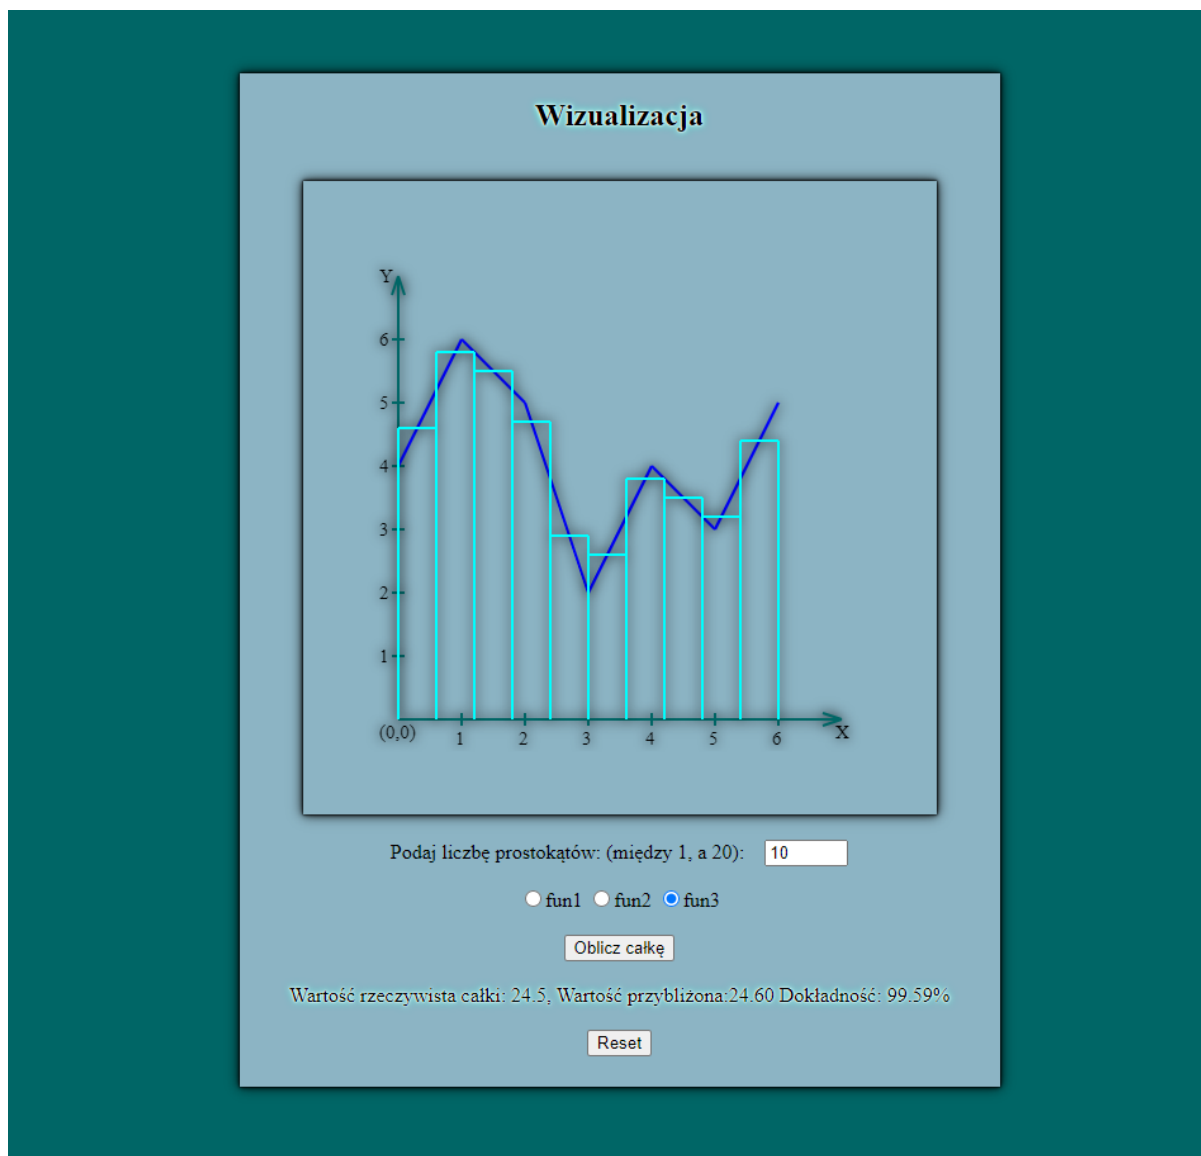 Wizualizacja
Y
6
5
4
3
2
1
(0,0)
1 2 3 4 5 6 X
Podaj liczbę prostokątów: (między 1, a 20): 10
fun1 fun2 fun3
Oblicz całkę
Wartość rzeczywista całki: 24.5, Wartość przybliżona:24.60 Dokładność: 99.59%
Reset